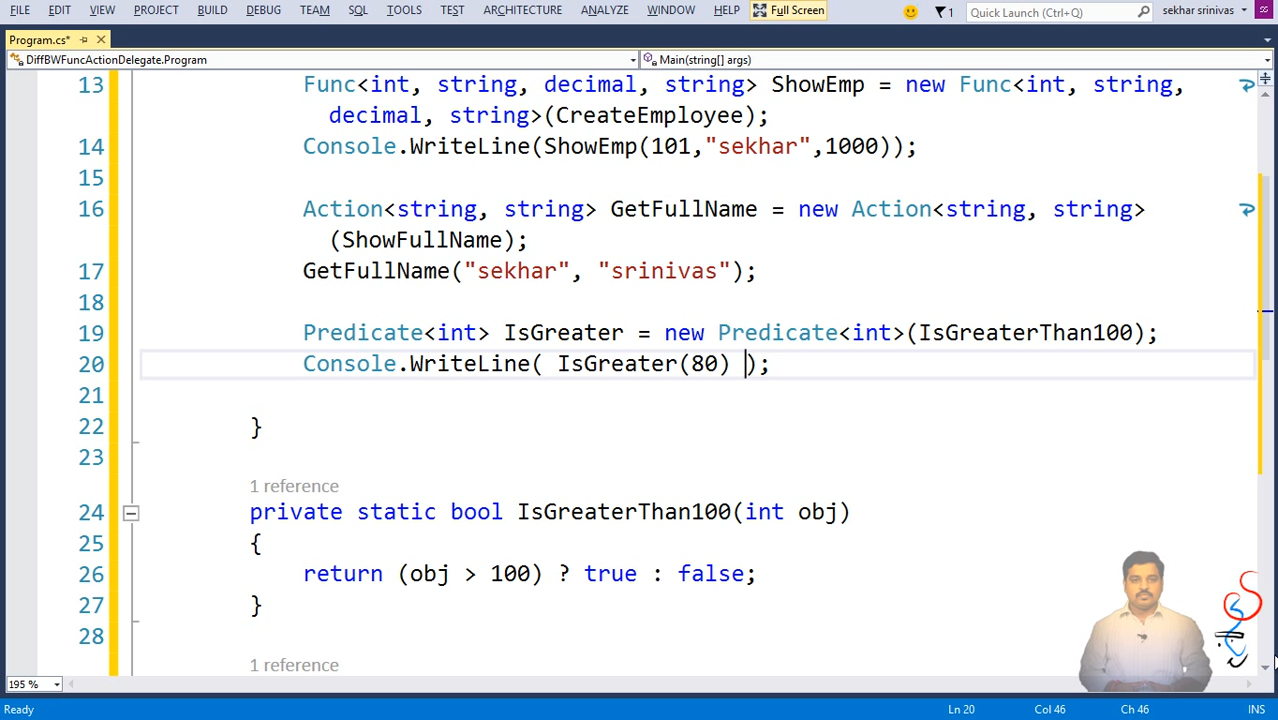 FILE EDIT VIEW PROJECT BUILD DEBUG TEAM SQL TOOLS TEST ARCHITECTURE ANALYZE WINDOW HELP Full Screen 1 Quick Launch (Ctrl+Q) sekhar srinivas SS
Program.cs*
DiffBWFuncActionDelegate.Program Main(string[] args)
13 Func<int, string, decimal, string> ShowEmp = new Func<int, string,
decimal, string>(CreateEmployee);
14 Console.WriteLine(ShowEmp(101,"sekhar",1000));
15
16 Action<string, string> GetFullName = new Action<string, string>
(ShowFullName);
17 GetFullName("sekhar", "srinivas");
18
19 Predicate<int> IsGreater = new Predicate<int>(IsGreaterThan100);
20 Console.WriteLine( IsGreater(80) );
21
22 }
23
1 reference
24 private static bool IsGreaterThan100(int obj)
25 {
26 return (obj > 100) ? true : false;
27 }
28
1 reference
195 %
Ready Ln 20 Col 46 Ch 46 INS